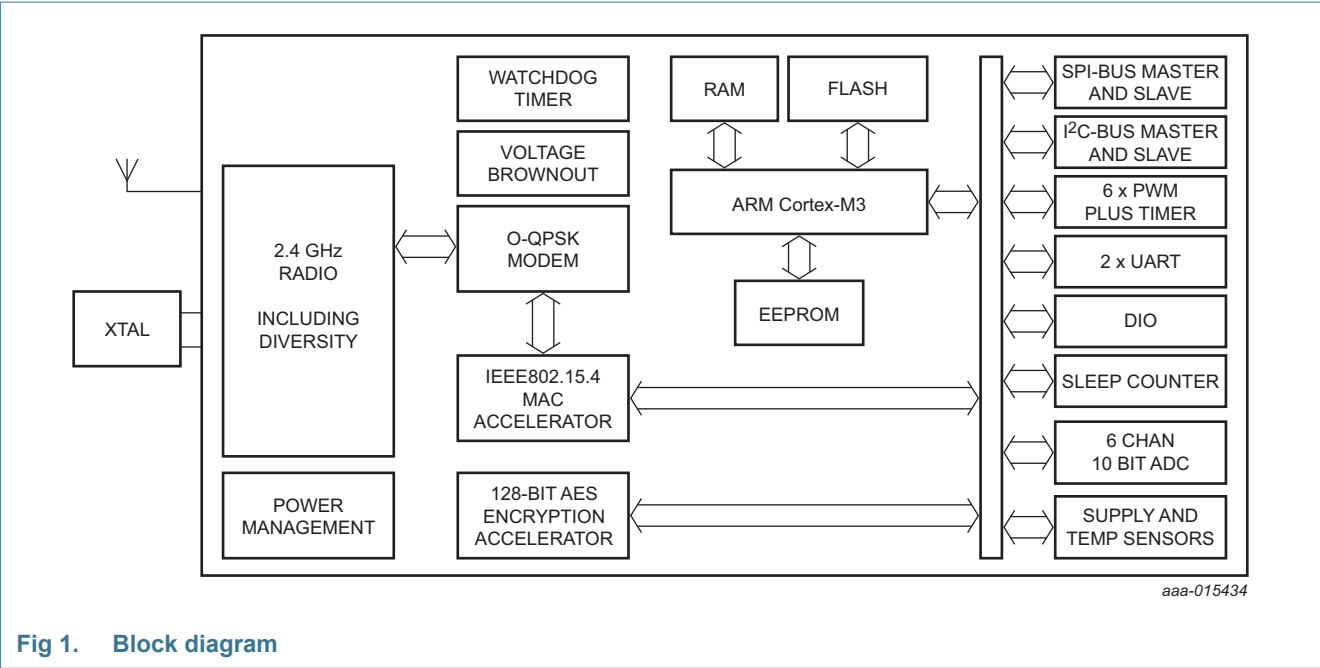 WATCHDOG
TIMER
RAM
FLASH
SPI-BUS MASTER
AND SLAVE
VOLTAGE
BROWNOUT
I²C-BUS MASTER
AND SLAVE
2.4 GHz
RADIO
INCLUDING
DIVERSITY
O-QPSK
MODEM
ARM Cortex-M3
6 x PWM
PLUS TIMER
2 x UART
XTAL
EEPROM
DIO
IEEE802.15.4
MAC
ACCELERATOR
SLEEP COUNTER
6 CHAN
10 BIT ADC
POWER
MANAGEMENT
128-BIT AES
ENCRYPTION
ACCELERATOR
SUPPLY AND
TEMP SENSORS
aaa-015434
Fig 1. Block diagram